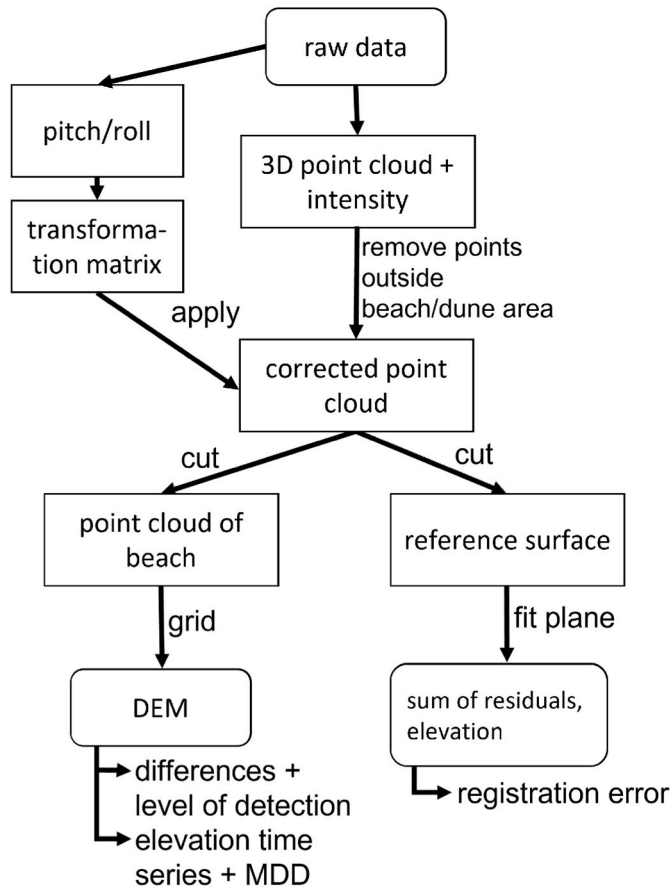 raw data
pitch/roll
3D point cloud +
intensity
transforma-
tion matrix
remove points
outside
beach/dune area
apply
corrected point
cloud
cut
cut
point cloud of
beach
reference surface
grid
fit plane
DEM
sum of residuals,
elevation
differences +
level of detection
elevation time
series + MDD
registration error